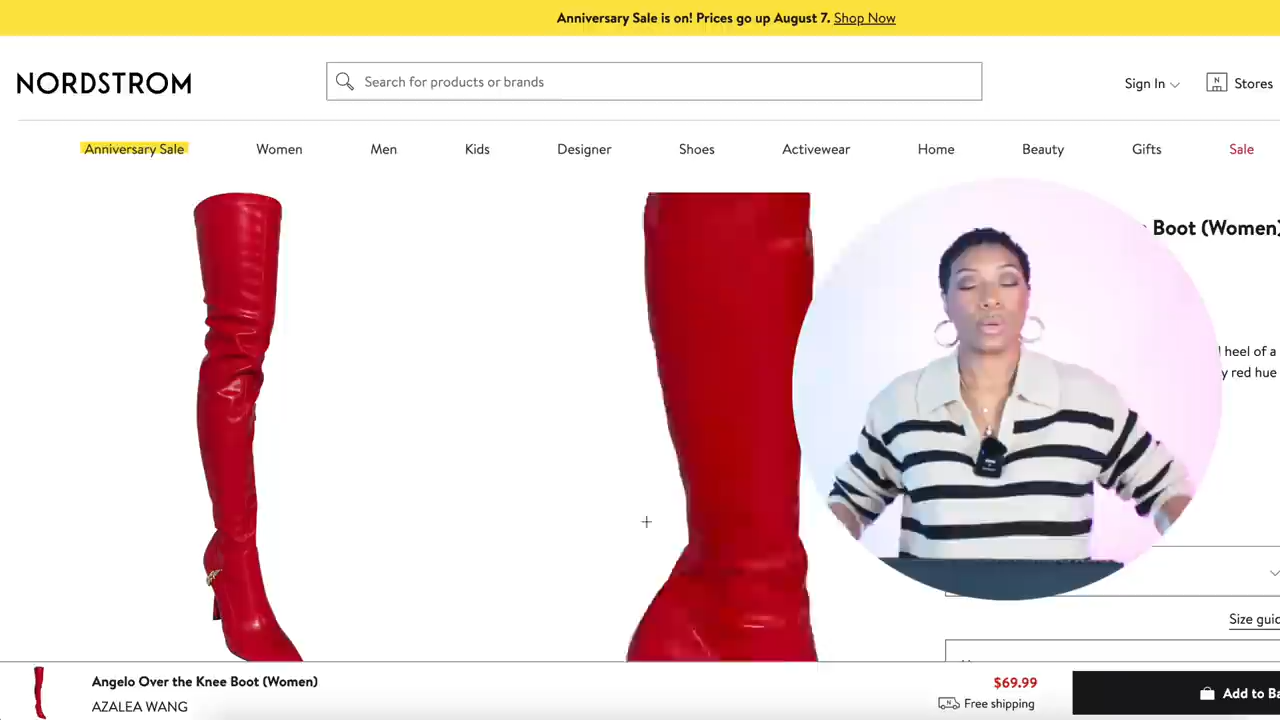 Anniversary Sale is on! Prices go up August 7. Shop Now
NORDSTROM
Search for products or brands
Sign In
Stores
Anniversary Sale
Women
Men
Kids
Designer
Shoes
Activewear
Home
Beauty
Gifts
Sale
Boot (Women)
heel of a
y red hue
Size guid
Angelo Over the Knee Boot (Women)
AZALEA WANG
$69.99
Free shipping
Add to Ba